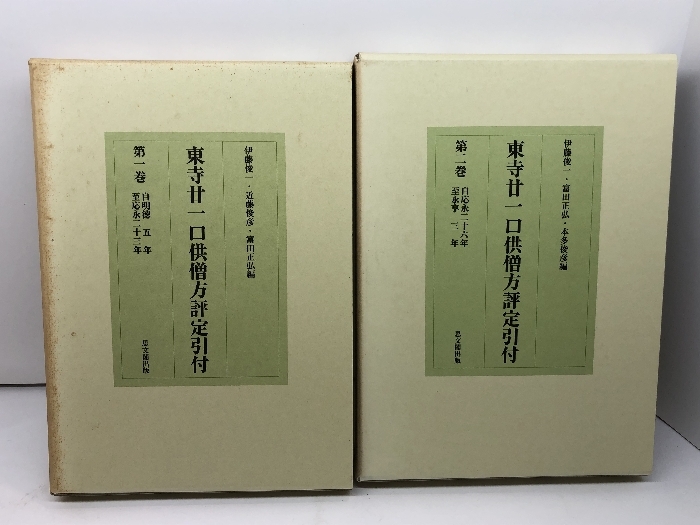 伊藤俊一・近藤俊彦・富田正弘編
東寺廿一口供僧方評定引付
第一巻
自明徳五年
至応永二十三年
思文閣出版
伊藤俊一・富田正弘・本多俊彦編
東寺廿一口供僧方評定引付
第二巻
自応永二十六年
至永享三年
思文閣出版